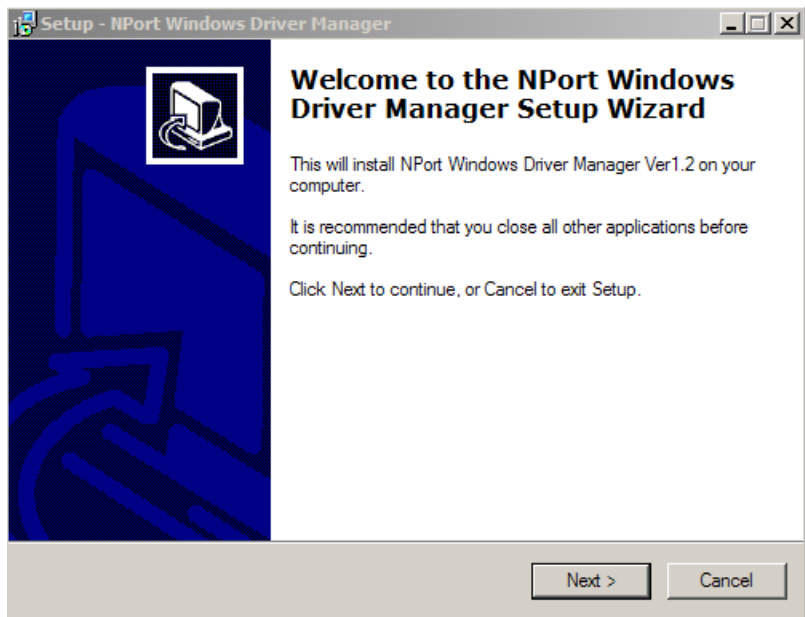 Setup - NPort Windows Driver Manager
Welcome to the NPort Windows
Driver Manager Setup Wizard
This will install NPort Windows Driver Manager Ver1.2 on your
computer.
It is recommended that you close all other applications before
continuing.
Click Next to continue, or Cancel to exit Setup.
Next >
Cancel